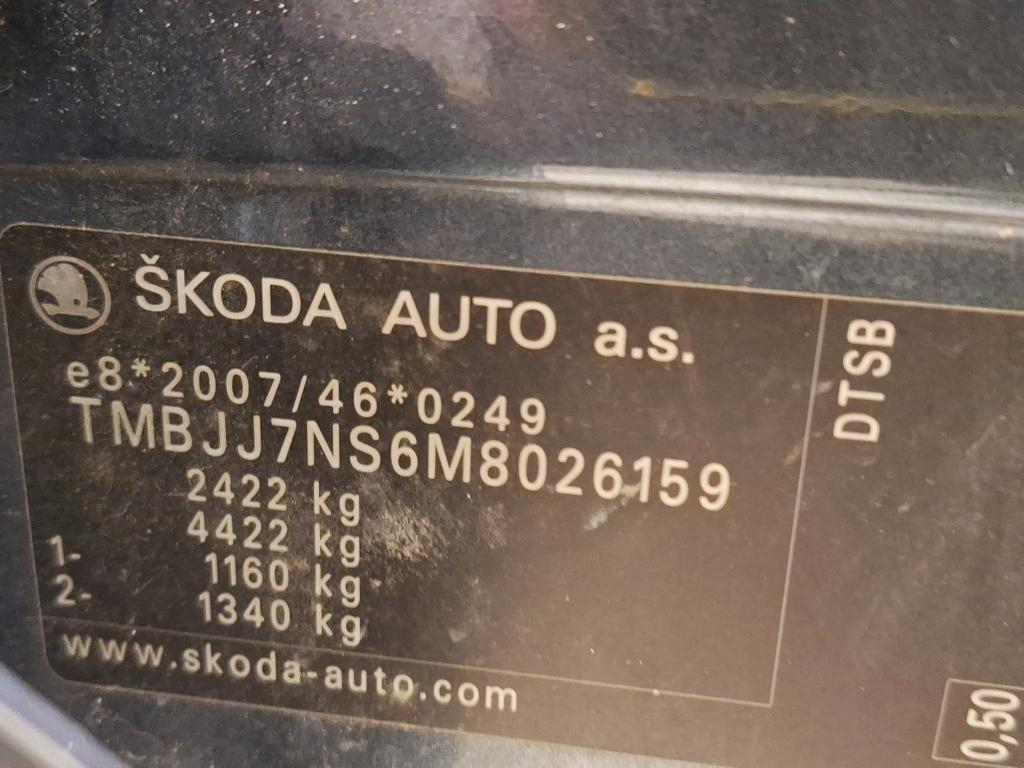 ŠKODA AUTO a.s.
e8*2007/46*0249
TMBJJ7NS6M8026159
2422 kg
4422 kg
1- 1160 kg
2- 1340 kg
www.skoda-auto.com
DTSB
0,50